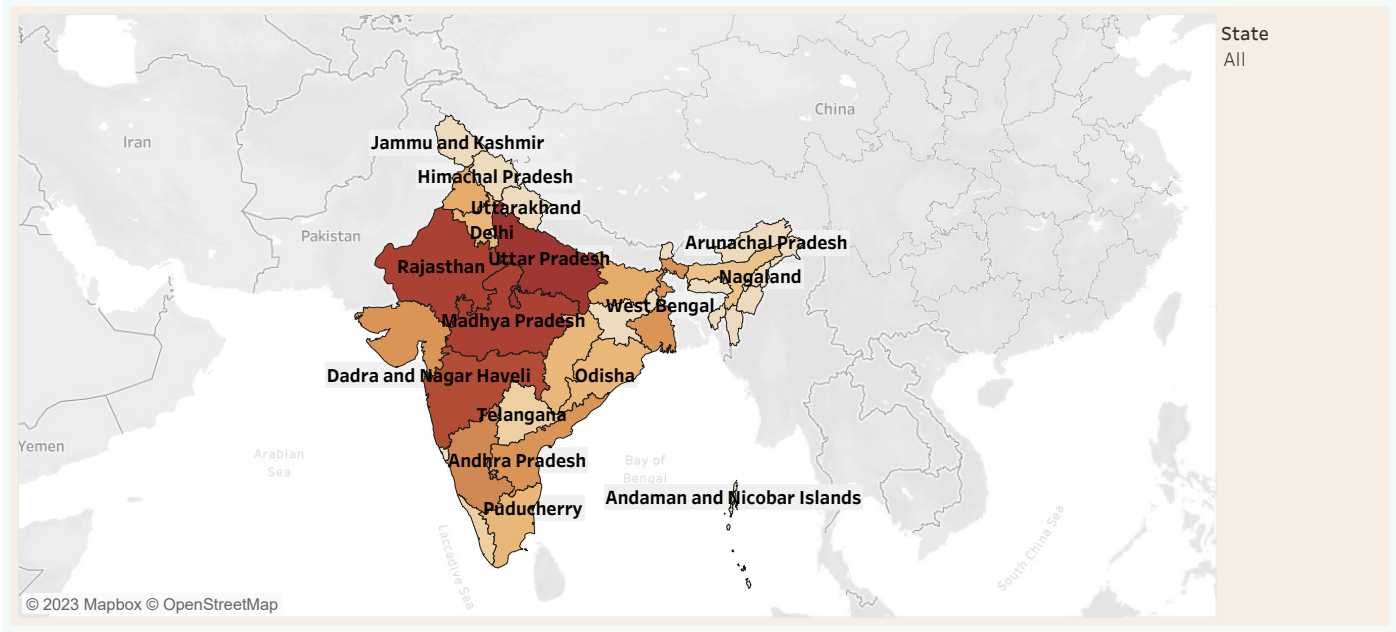 State
All
China
Iran
Jammu and Kashmir
Himachal Pradesh
Uttarakhand
Delhi
Pakistan
Arunachal Pradesh
Uttar Pradesh
Rajasthan
Nagaland
West Bengal
Madhya Pradesh
Dadra and Nagar Haveli
Odisha
Telangana
Yemen
Arabian
Sea
Andhra Pradesh
Bay of
Bengal
Andaman and Nicobar Islands
Puducherry
Laccadive Sea
South China Sea
© 2023 Mapbox © OpenStreetMap